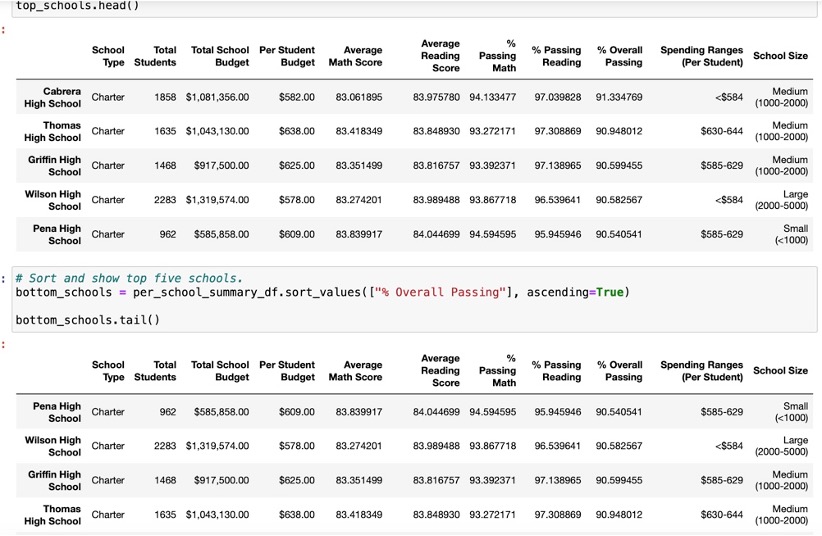 top_schools.head()
:
School Type Total Students Total School Budget Per Student Budget Average Math Score Average Reading Score % Passing Math % Passing Reading % Overall Passing Spending Ranges (Per Student) School Size
Cabrera High School Charter 1858 $1,081,356.00 $582.00 83.061895 83.975780 94.133477 97.039828 91.334769 <$584 Medium (1000-2000)
Thomas High School Charter 1635 $1,043,130.00 $638.00 83.418349 83.848930 93.272171 97.308869 90.948012 $630-644 Medium (1000-2000)
Griffin High School Charter 1468 $917,500.00 $625.00 83.351499 83.816757 93.392371 97.138965 90.599455 $585-629 Medium (1000-2000)
Wilson High School Charter 2283 $1,319,574.00 $578.00 83.274201 83.989488 93.867718 96.539641 90.582567 <$584 Large (2000-5000)
Pena High School Charter 962 $585,858.00 $609.00 83.839917 84.044699 94.594595 95.945946 90.540541 $585-629 Small (<1000)
: # Sort and show top five schools.
bottom_schools = per_school_summary_df.sort_values(["% Overall Passing"], ascending=True)
bottom_schools.tail()
:
School Type Total Students Total School Budget Per Student Budget Average Math Score Average Reading Score % Passing Math % Passing Reading % Overall Passing Spending Ranges (Per Student) School Size
Pena High School Charter 962 $585,858.00 $609.00 83.839917 84.044699 94.594595 95.945946 90.540541 $585-629 Small (<1000)
Wilson High School Charter 2283 $1,319,574.00 $578.00 83.274201 83.989488 93.867718 96.539641 90.582567 <$584 Large (2000-5000)
Griffin High School Charter 1468 $917,500.00 $625.00 83.351499 83.816757 93.392371 97.138965 90.599455 $585-629 Medium (1000-2000)
Thomas High School Charter 1635 $1,043,130.00 $638.00 83.418349 83.848930 93.272171 97.308869 90.948012 $630-644 Medium (1000-2000)